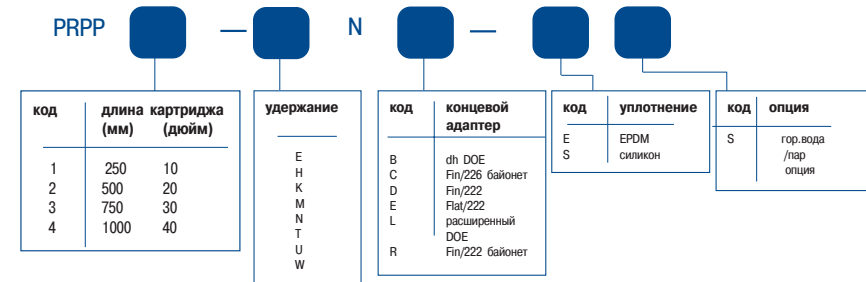 PRPP — N —
код длина картриджа
(мм) (дюйм)
1 250 10
2 500 20
3 750 30
4 1000 40
удержание
E
H
K
M
N
T
U
W
код концевой
адаптер
B dh DOE
C Fin/226 байонет
D Fin/222
E Flat/222
L расширенный
DOE
R Fin/222 байонет
код уплотнение
E EPDM
S силикон
код опция
S гор.вода
/пар
опция